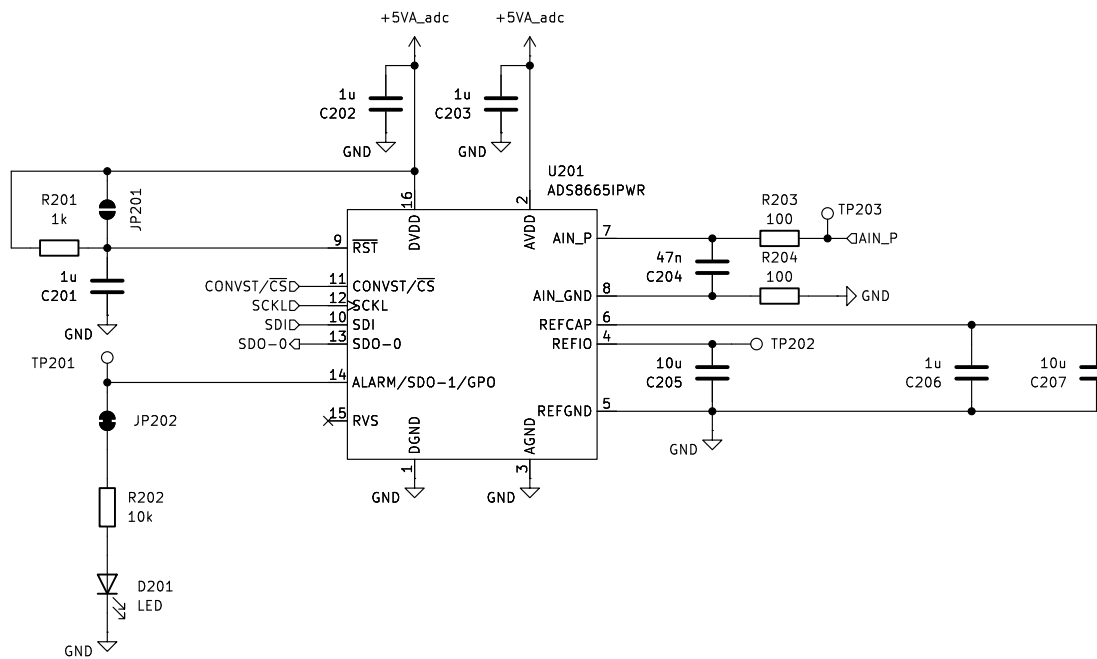 +5VA_adc
+5VA_adc
1u
C202
1u
C203
GND
GND
U201
ADS8665IPWR
R201
1k
JP201
16
DVDD
2
AVDD
R203
100
TP203
AIN_P
7
AIN_P
9
RST
1u
C201
47n
C204
R204
100
CONVST/CS
11
CONVST/CS
AIN_GND
8
GND
SCKL
12
SCKL
SDI
10
SDI
REFCAP
6
GND
SDO-0
13
SDO-0
REFIO
4
TP202
TP201
10u
C205
1u
C206
10u
C207
14
ALARM/SDO-1/GPO
JP202
15
RVS
REFGND
5
DGND
1
AGND
3
GND
GND
GND
R202
10k
D201
LED
GND